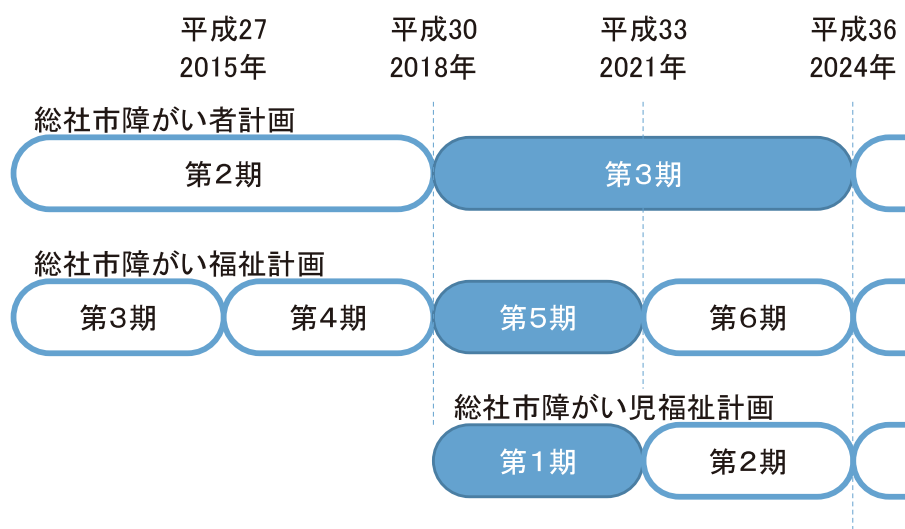 平成27 平成30 平成33 平成36
2015年 2018年 2021年 2024年
総社市障がい者計画
第2期 第3期
総社市障がい福祉計画
第3期 第4期 第5期 第6期
総社市障がい児福祉計画
第1期 第2期